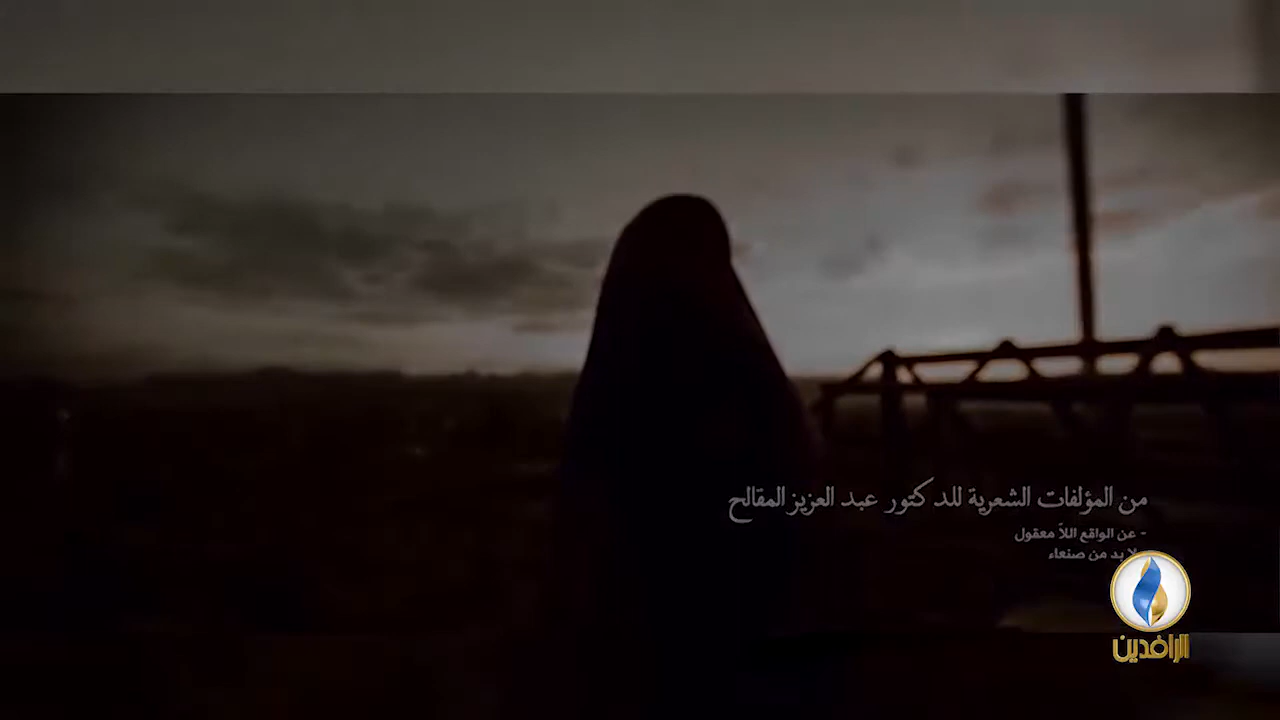 من المؤلفات الشعرية للدكتور عبد العزيز المقالح
- عن الواقع اللاّ معقول
لا بد من صنعاء
الرافدين